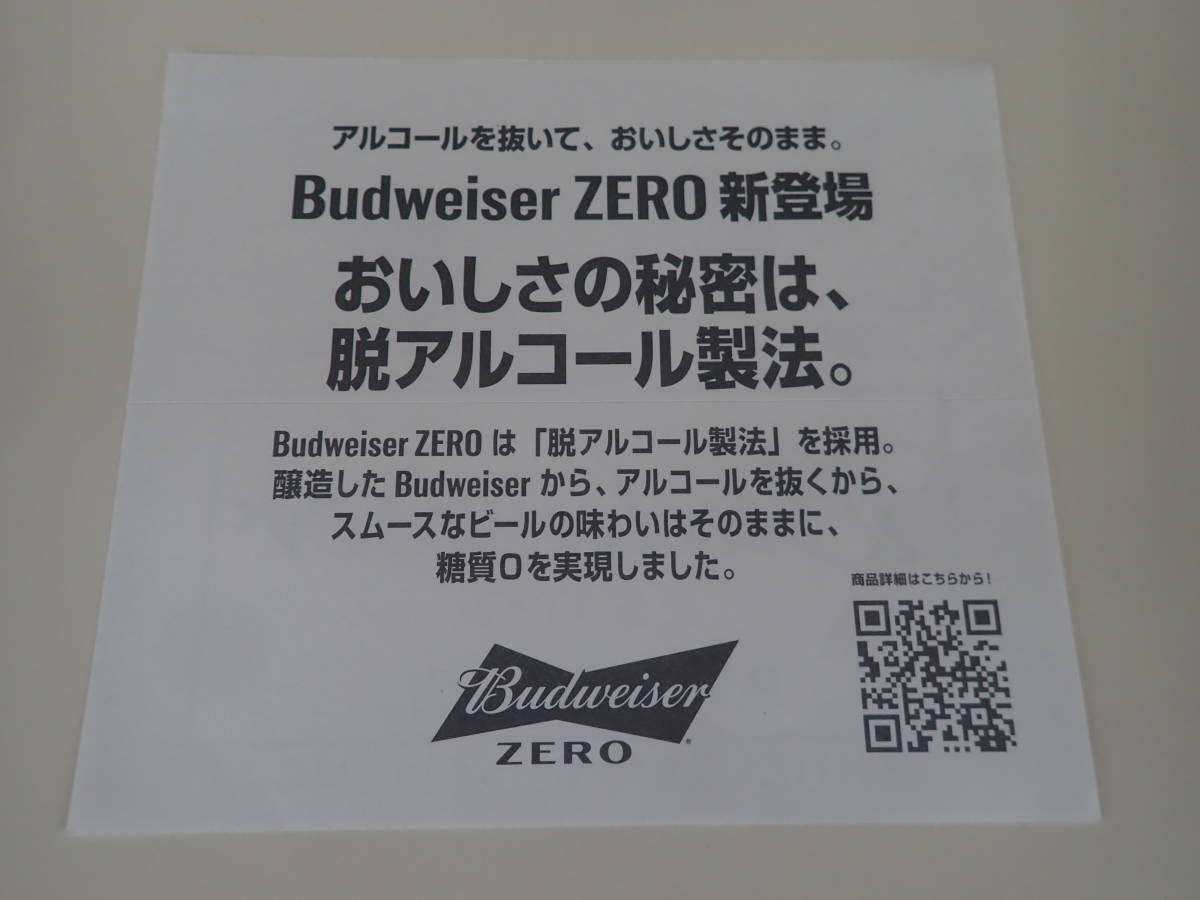 アルコールを抜いて、おいしさそのまま。
Budweiser ZERO 新登場
おいしさの秘密は、
脱アルコール製法。
Budweiser ZERO は「脱アルコール製法」を採用。
醸造した Budweiser から、アルコールを抜くから、
スムースなビールの味わいはそのままに、
糖質0を実現しました。
商品詳細はこちらから!
Budweiser
ZERO